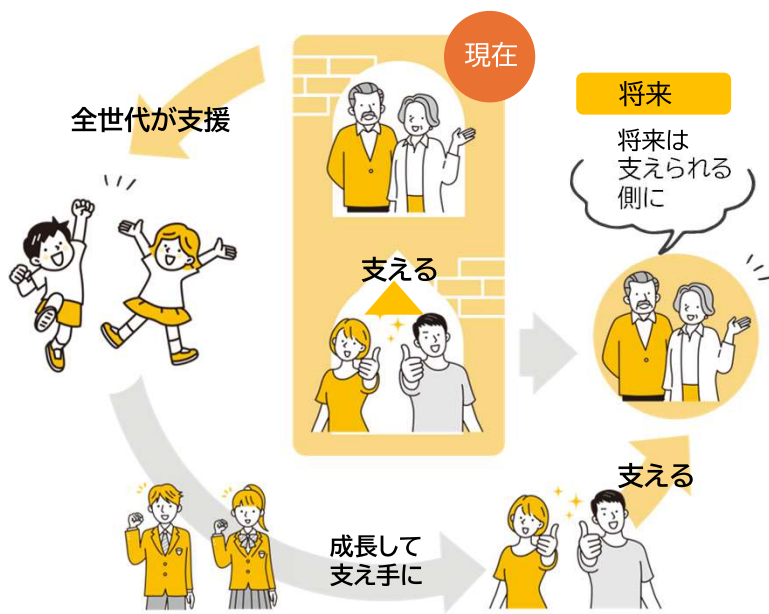 現在
全世代が支援
将来
将来は
支えられる
側に
支える
支える
成長して
支え手に